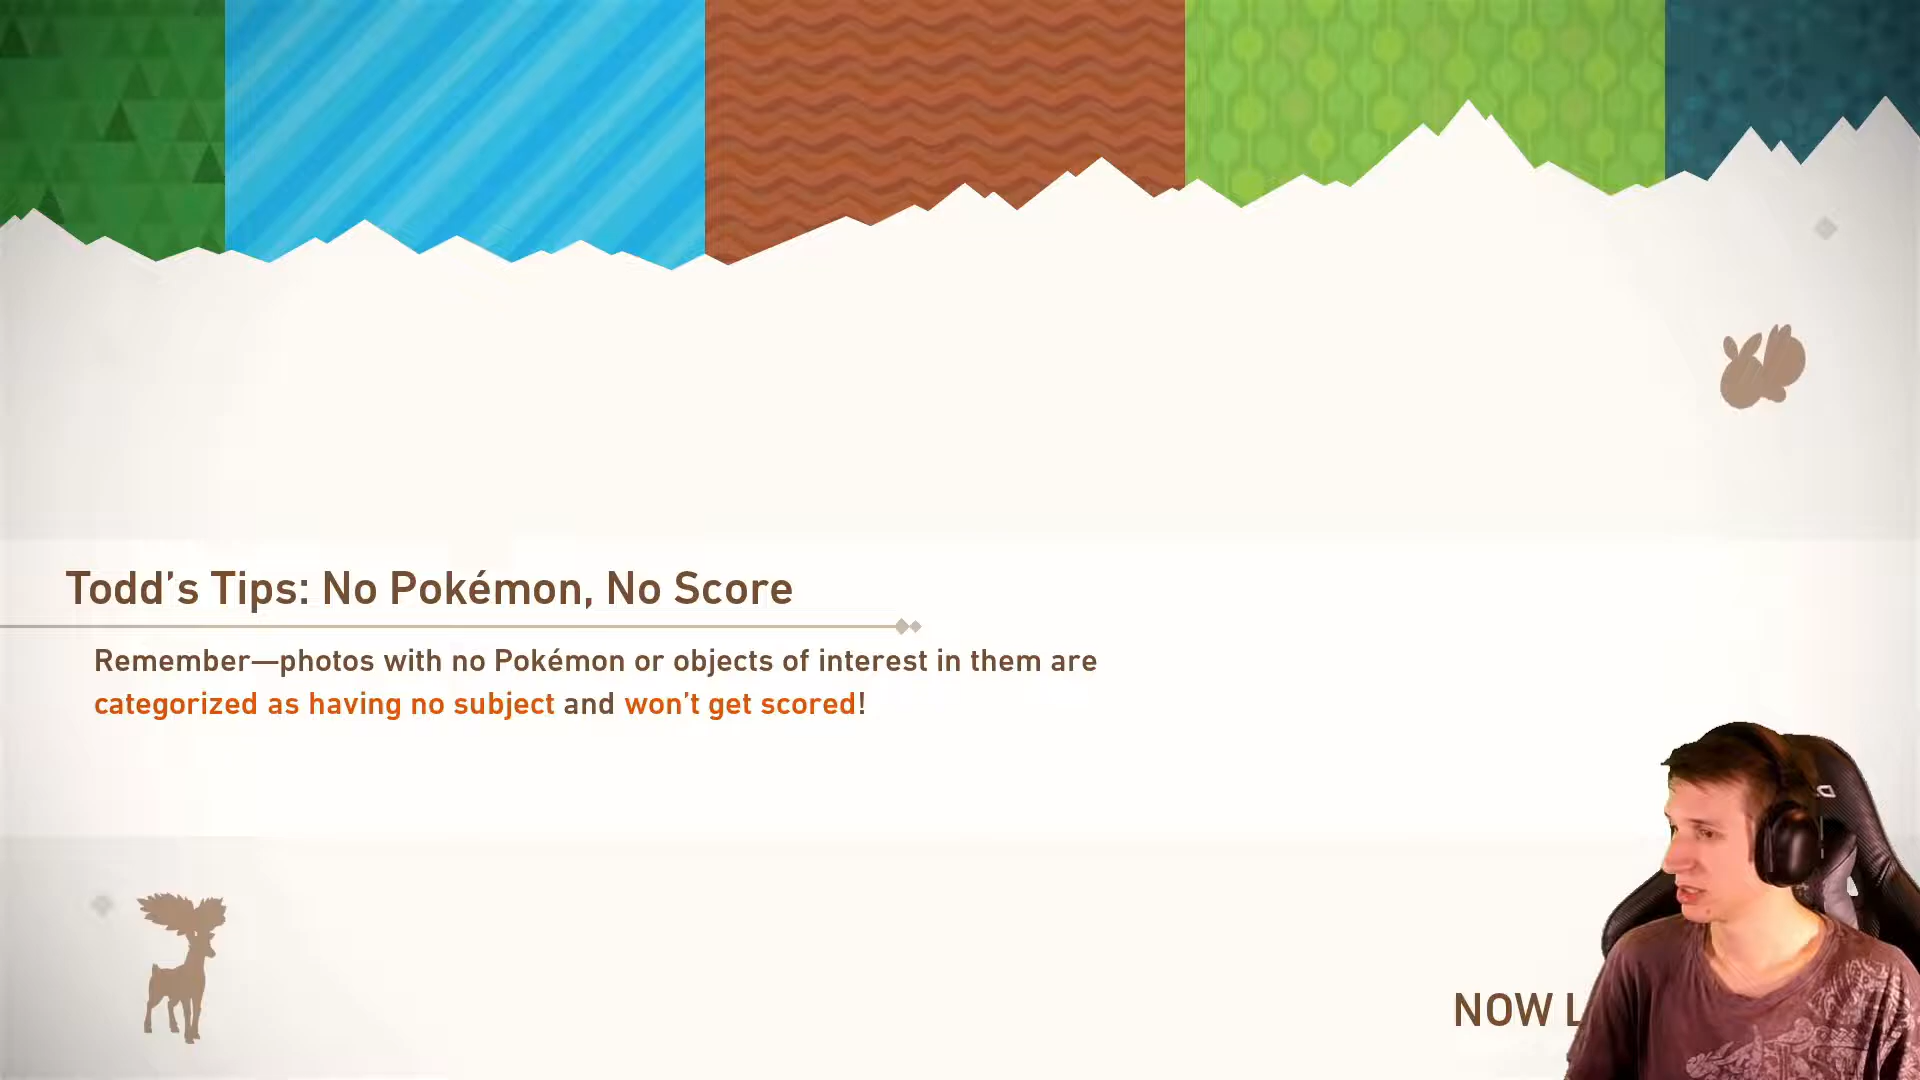 Todd’s Tips: No Pokémon, No Score
Remember—photos with no Pokémon or objects of interest in them are
categorized as having no subject and won’t get scored!
NOW L